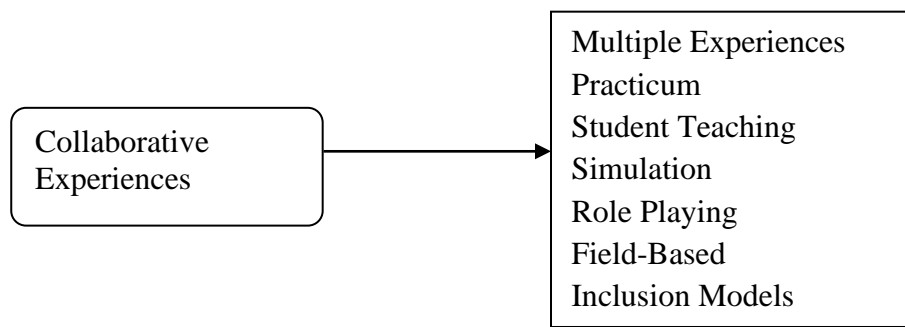 Collaborative
Experiences
Multiple Experiences
Practicum
Student Teaching
Simulation
Role Playing
Field-Based
Inclusion Models